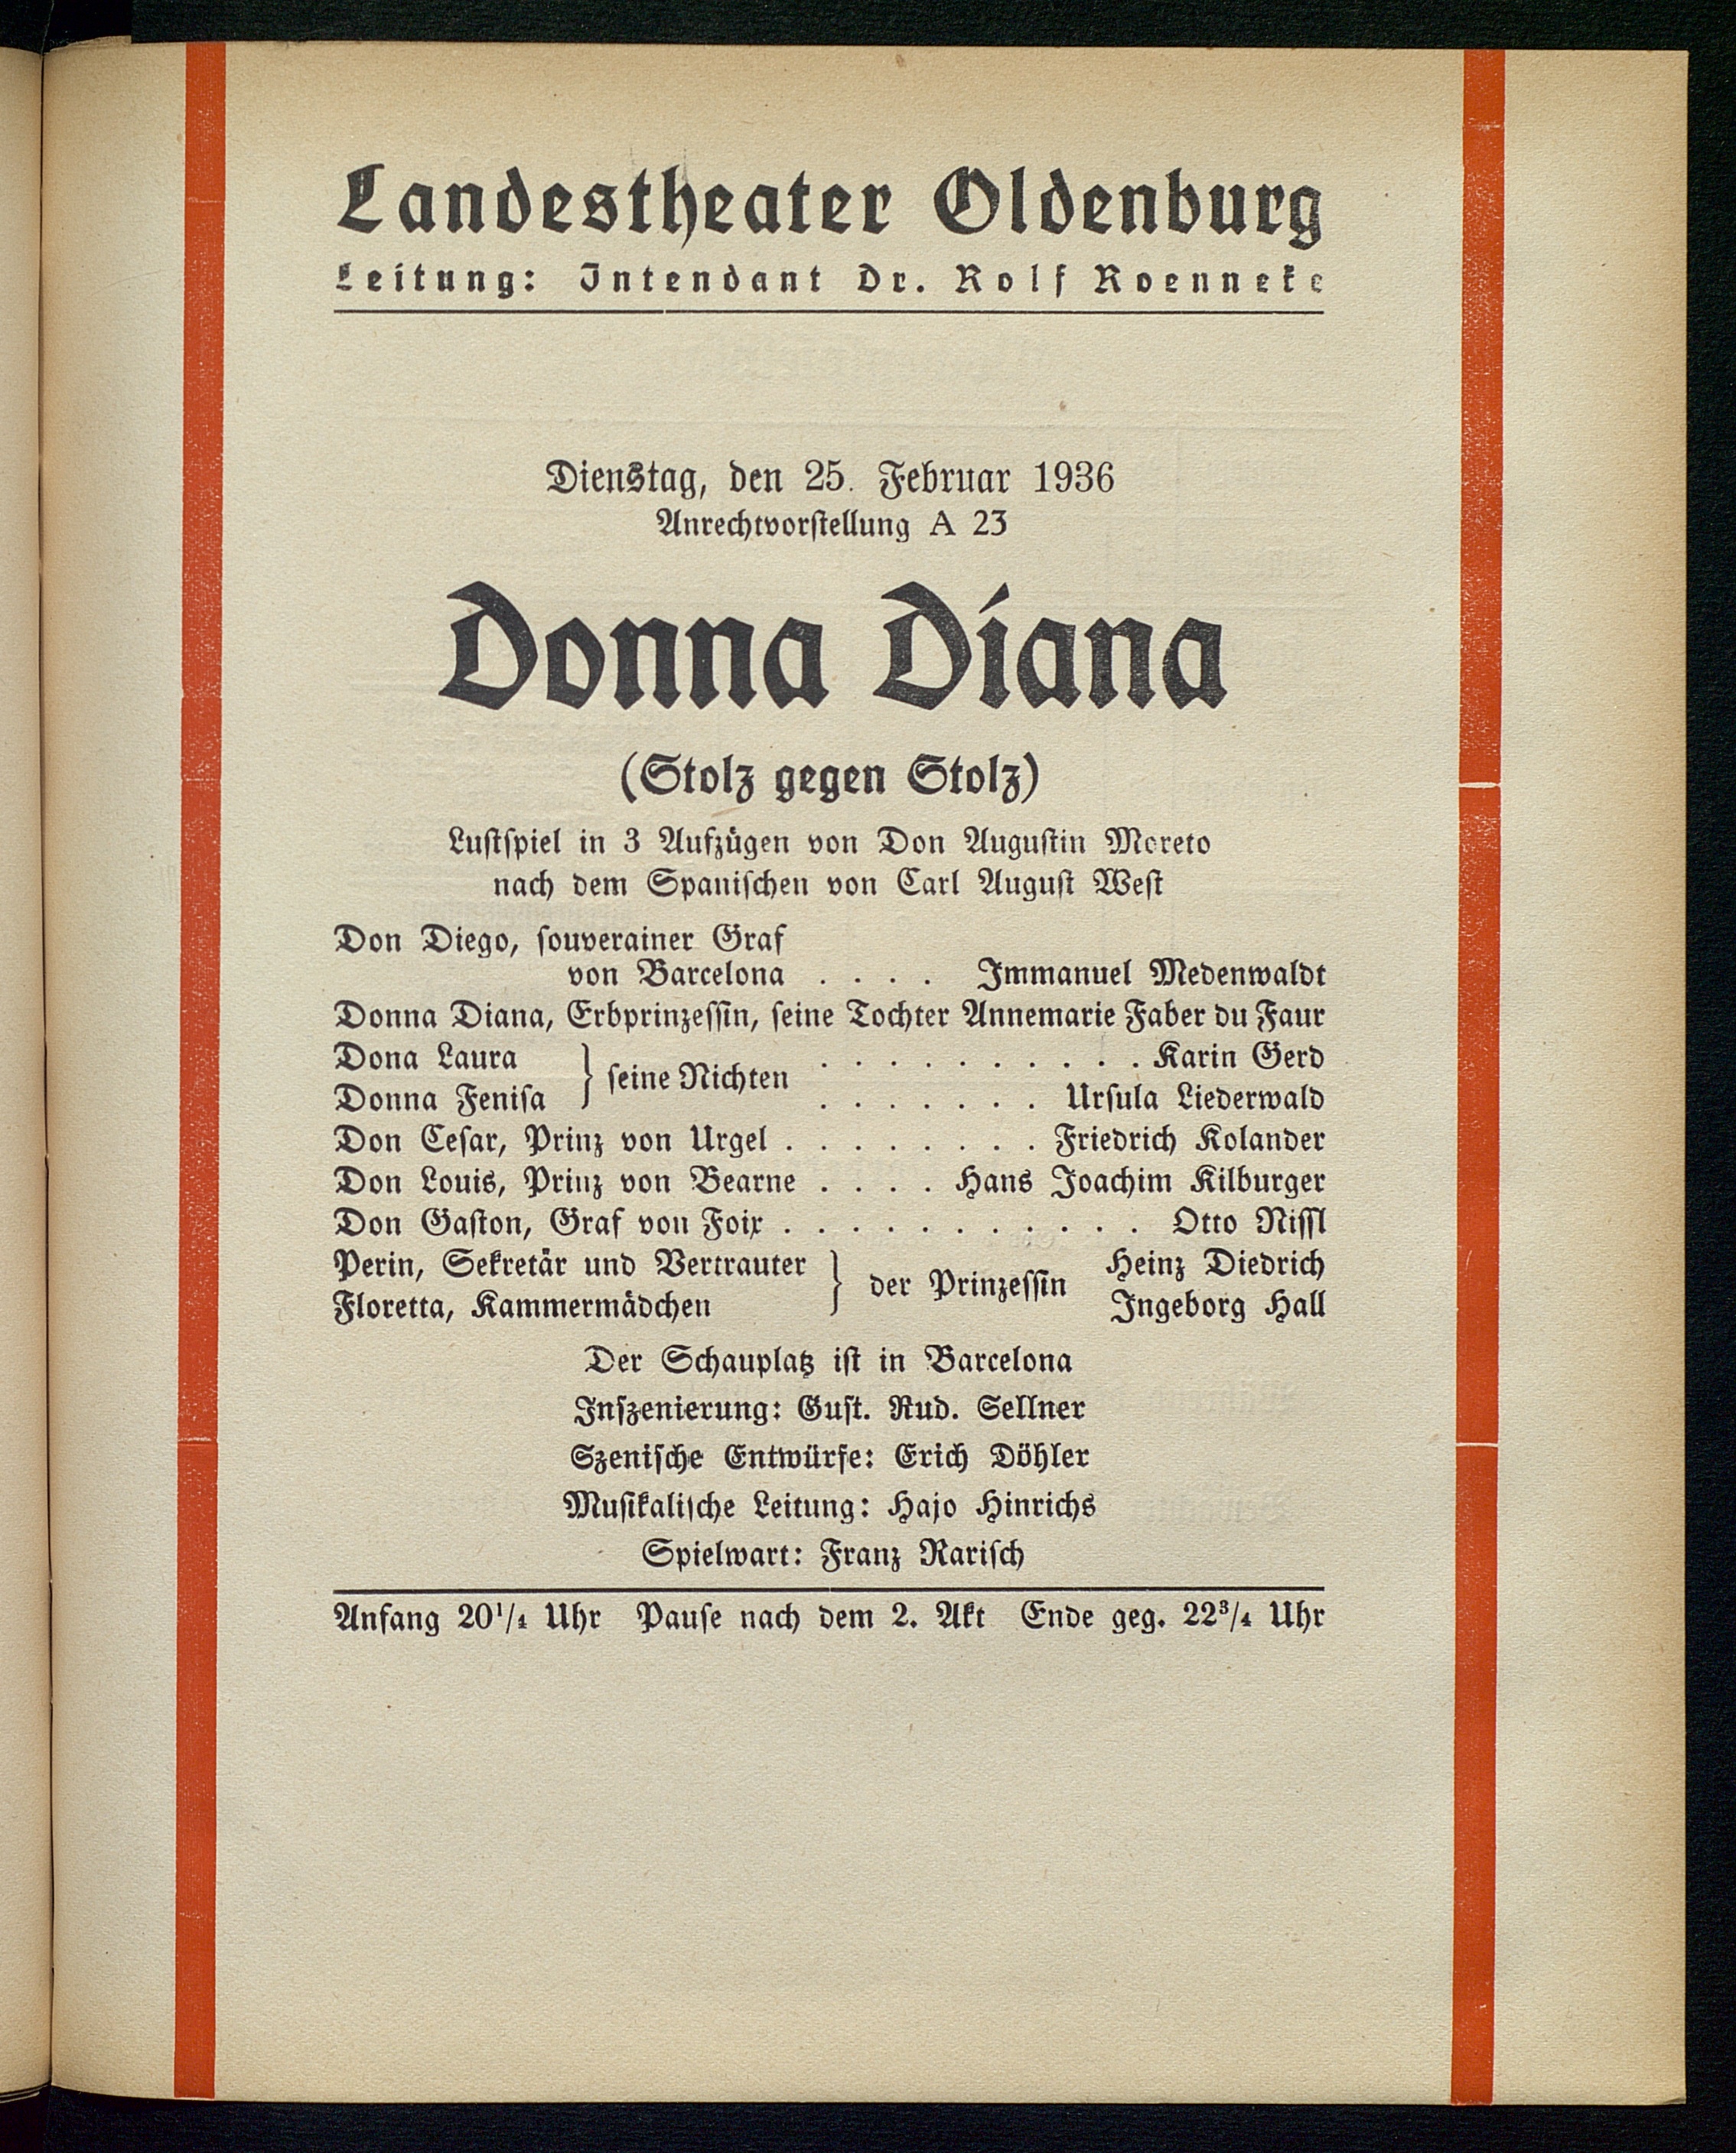 Landestheater Oldenburg
Leitung: Intendant Dr. Rolf Roenneke
Dienstag, den 25. Februar 1936
Anrechtvorstellung A 23
Donna Diana
(Stolz gegen Stolz)
Lustspiel in 3 Aufzügen von Don Augustin Moreto
nach dem Spanischen von Carl August West
Don Diego, souverainer Graf
von Barcelona . . . . Immanuel Medenwaldt
Donna Diana, Erbprinzessin, seine Tochter Annemarie Faber du Faur
Dona Laura } seine Nichten . . . . . . . . . . Karin Gerd
Donna Fenisa . . . . . . . Ursula Liederwald
Don Cesar, Prinz von Urgel . . . . . . . . Friedrich Kolander
Don Louis, Prinz von Bearne . . . . Hans Joachim Kilburger
Don Gaston, Graf von Foix . . . . . . . . . . . Otto Nissl
Perin, Sekretär und Vertrauter } der Prinzessin Heinz Diedrich
Floretta, Kammermädchen Ingeborg Hall
Der Schauplatz ist in Barcelona
Inszenierung: Gust. Rud. Sellner
Szenische Entwürfe: Erich Döhler
Musikalische Leitung: Hajo Hinrichs
Spielwart: Franz Rarisch
Anfang 20¹/₄ Uhr Pause nach dem 2. Akt Ende geg. 22³/₄ Uhr